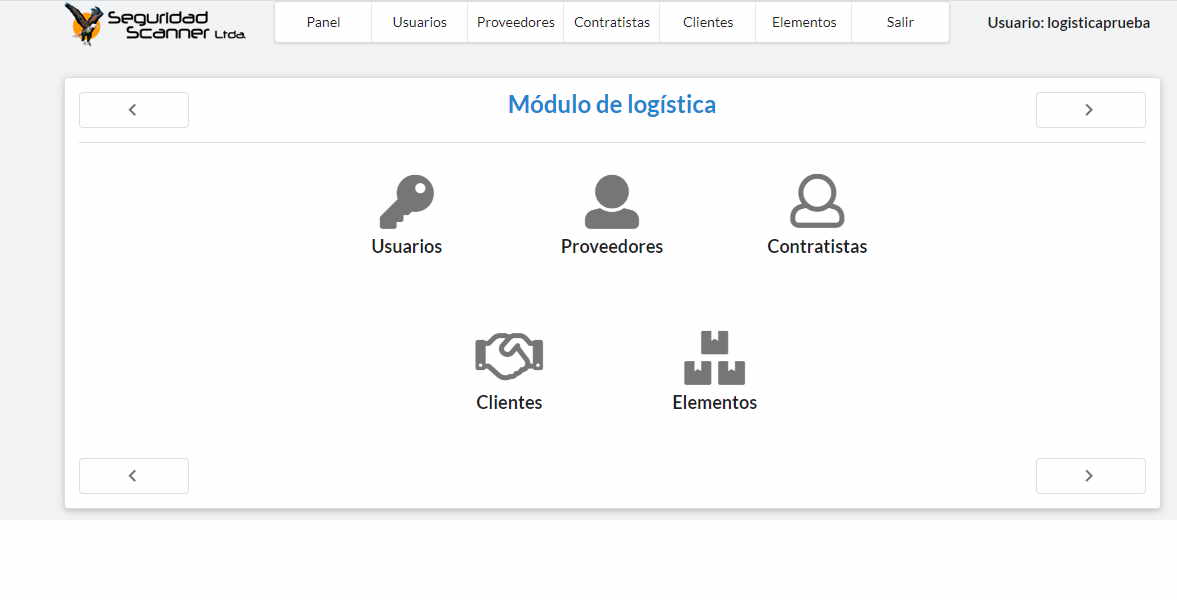 Seguridad
Scanner Ltda.
Panel Usuarios Proveedores Contratistas Clientes Elementos Salir
Usuario: logisticaprueba
Módulo de logística
Usuarios Proveedores Contratistas
Clientes Elementos